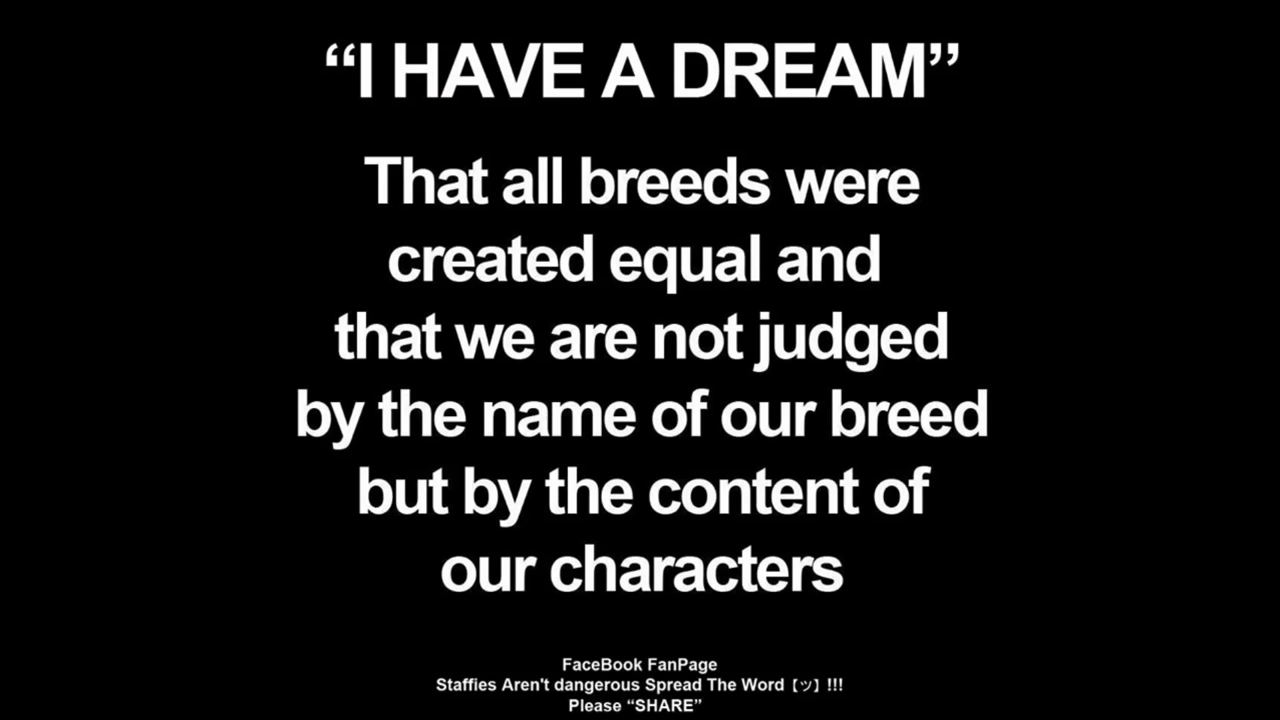 “I HAVE A DREAM”
That all breeds were
created equal and
that we are not judged
by the name of our breed
but by the content of
our characters
FaceBook FanPage
Staffies Aren't dangerous Spread The Word【ツ】!!!
Please “SHARE”